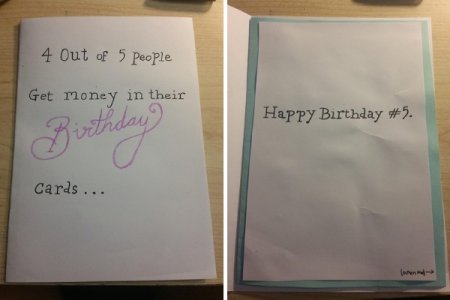 4 Out of 5 people
Get money in their
Birthday
Cards...
Happy Birthday #5.